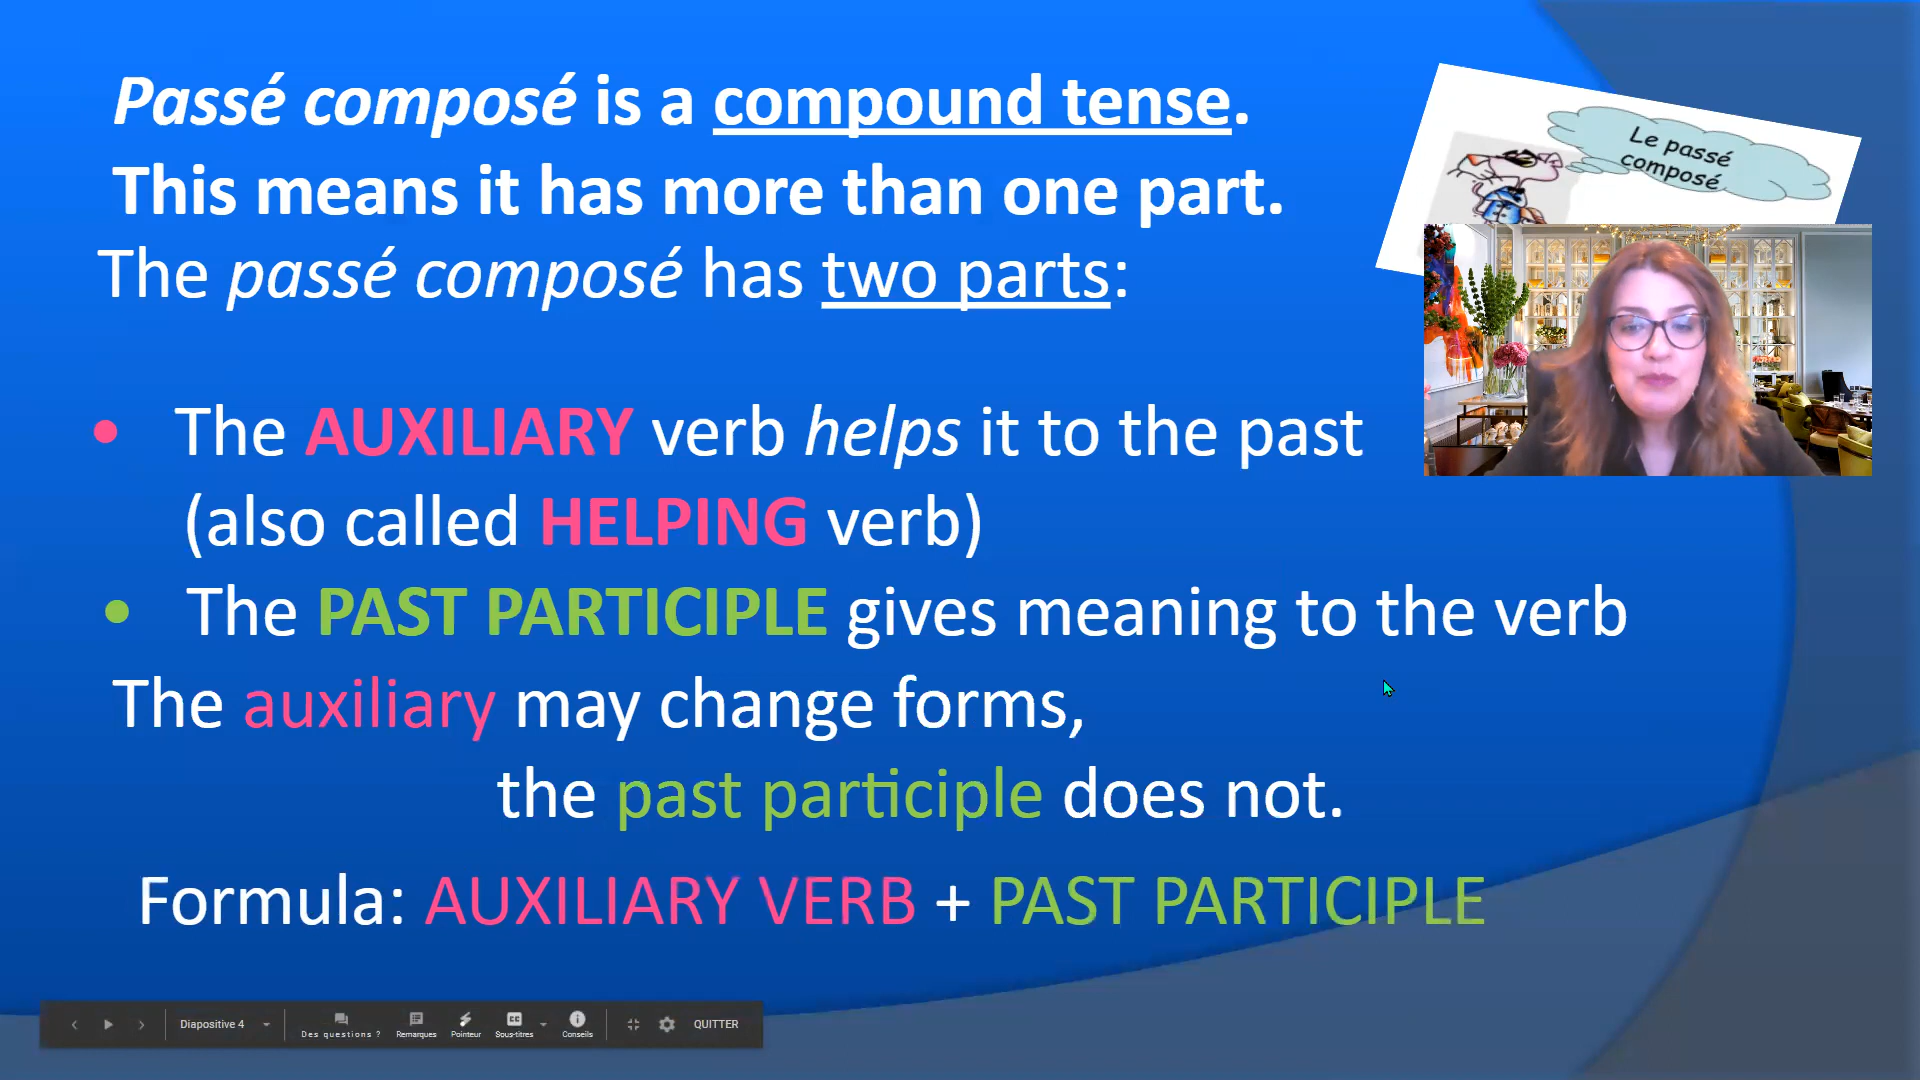 Passé composé is a compound tense.
This means it has more than one part.
The passé composé has two parts:
Le passé
composé
• The AUXILIARY verb helps it to the past
(also called HELPING verb)
• The PAST PARTICIPLE gives meaning to the verb
The auxiliary may change forms,
the past participle does not.
Formula: AUXILIARY VERB + PAST PARTICIPLE
Diapositive 4
Des questions ?
Remarques
Pointeur
CC
Sous-titres
Conseils
QUITTER